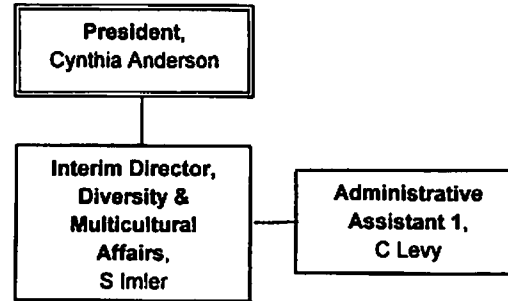 President,
Cynthia Anderson
Interim Director,
Diversity &
Multicultural
Affairs,
S Imler
Administrative
Assistant 1,
C Levy